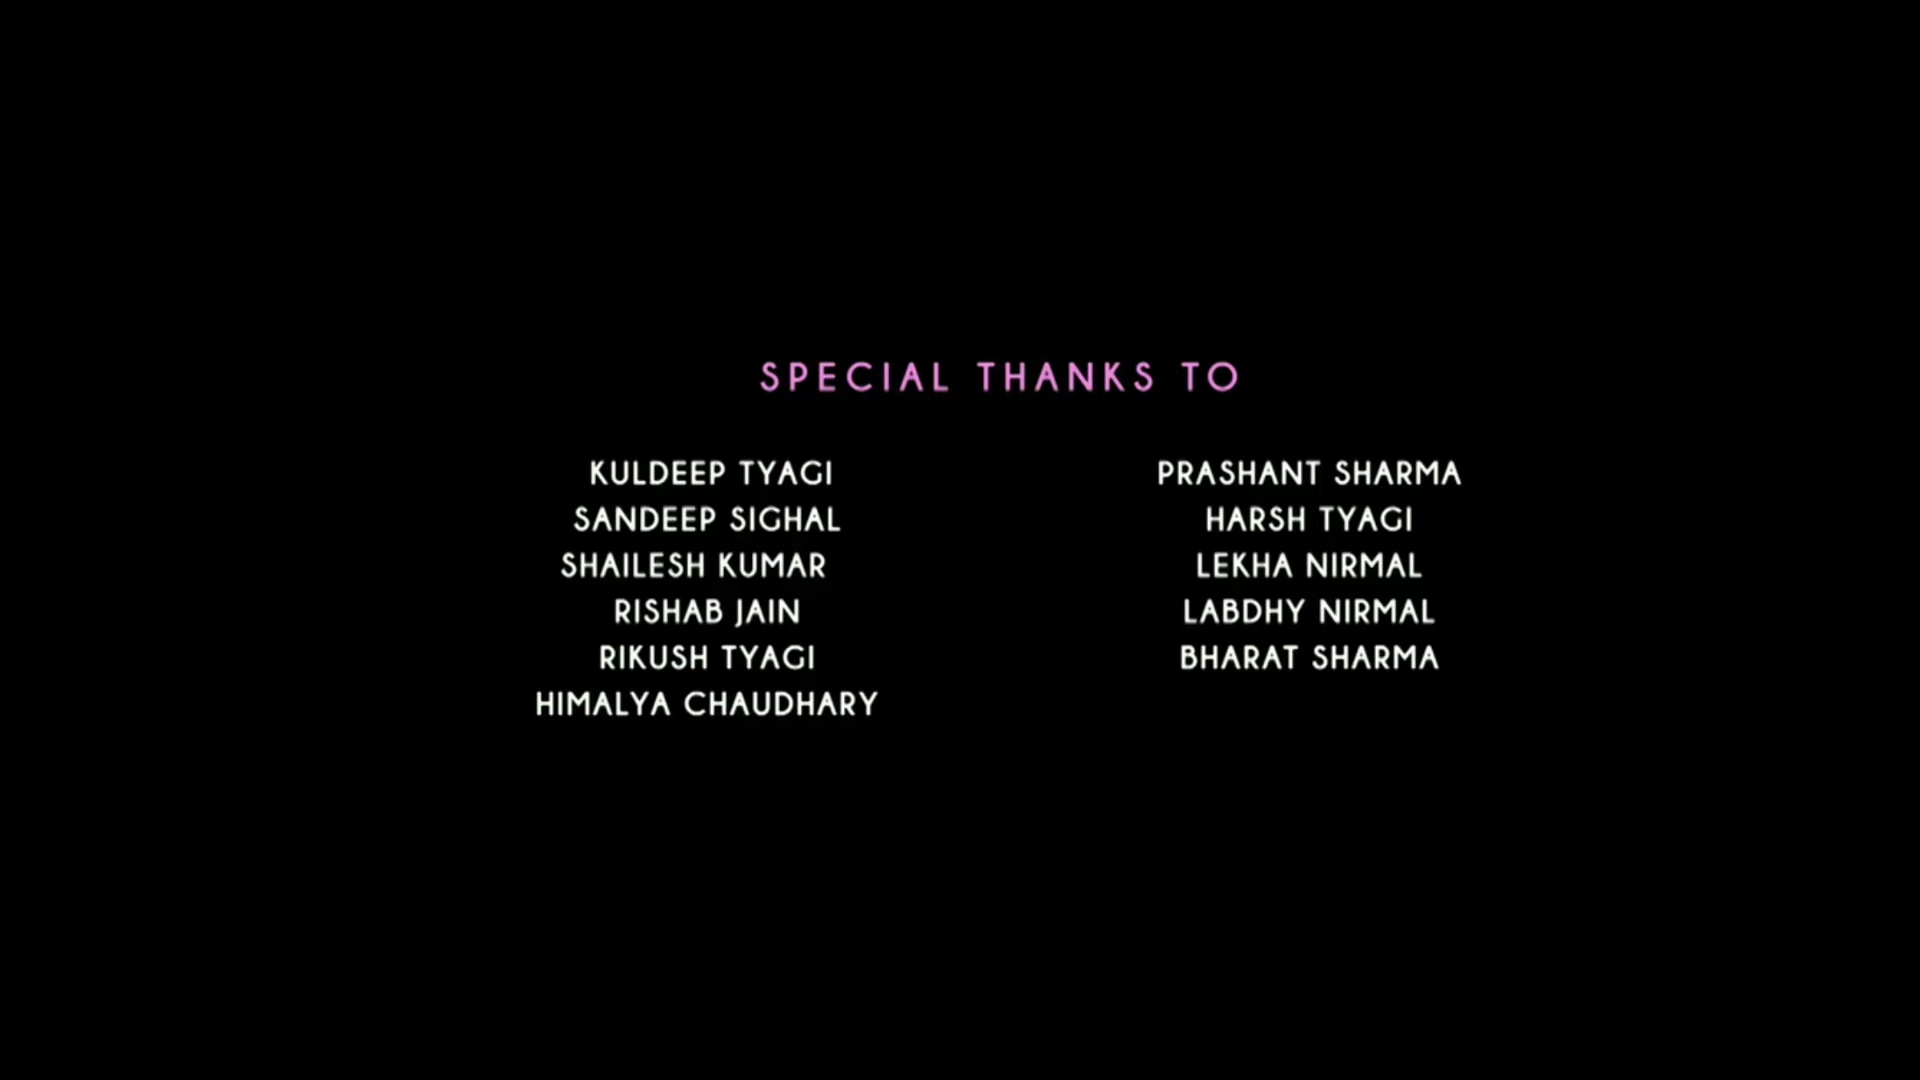 SPECIAL THANKS TO
KULDEEP TYAGI
SANDEEP SIGHAL
SHAILESH KUMAR
RISHAB JAIN
RIKUSH TYAGI
HIMALYA CHAUDHARY
PRASHANT SHARMA
HARSH TYAGI
LEKHA NIRMAL
LABDHY NIRMAL
BHARAT SHARMA